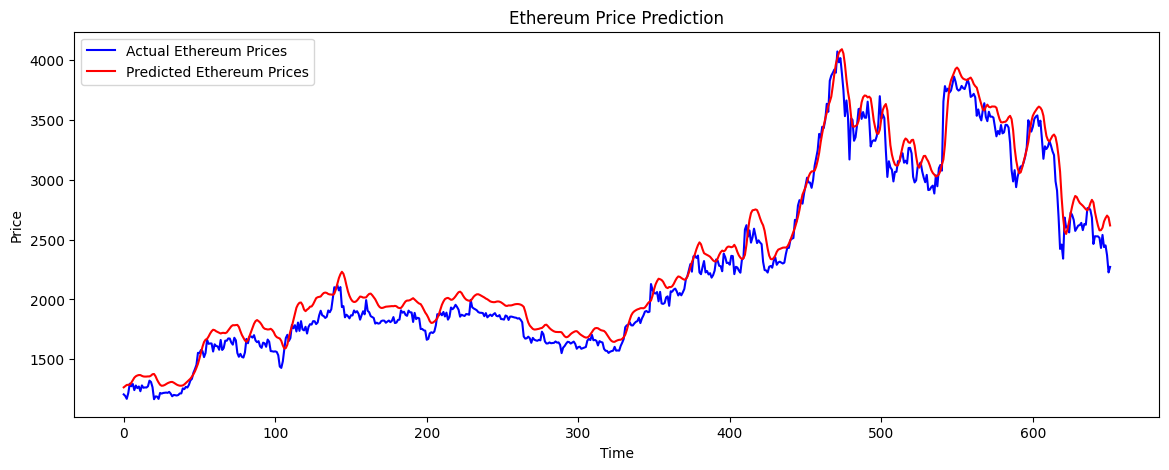 Ethereum Price Prediction
Actual Ethereum Prices
Predicted Ethereum Prices
Price
4000
3500
3000
2500
2000
1500
0 100 200 300 400 500 600
Time